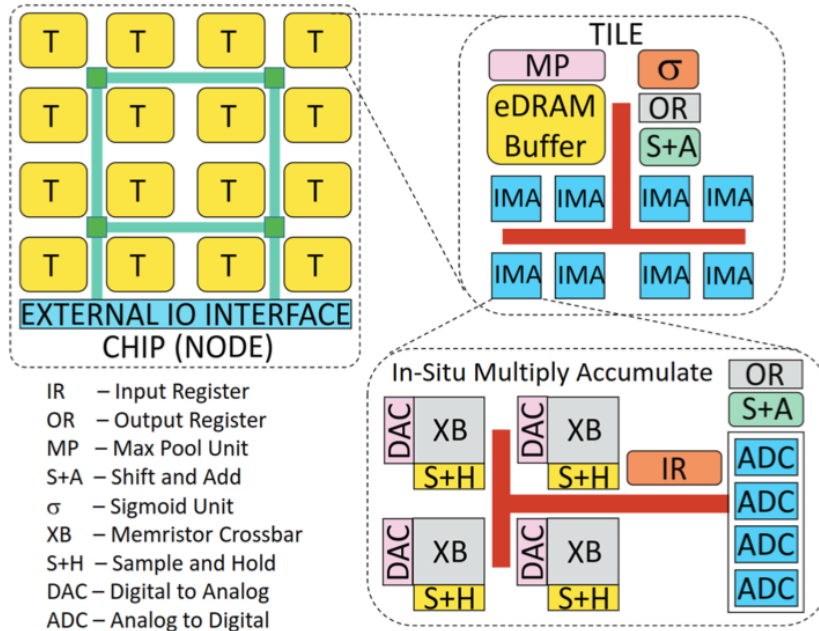 T T T T
T T T T
T T T T
T T T T
EXTERNAL IO INTERFACE
CHIP (NODE)
TILE
MP
σ
eDRAM
Buffer
OR
S+A
IMA IMA IMA IMA
IMA IMA IMA IMA
In-Situ Multiply Accumulate
OR
S+A
DAC XB DAC XB
S+H S+H
IR
ADC
ADC
ADC
ADC
DAC XB DAC XB
S+H S+H
IR – Input Register
OR – Output Register
MP – Max Pool Unit
S+A – Shift and Add
σ – Sigmoid Unit
XB – Memristor Crossbar
S+H – Sample and Hold
DAC – Digital to Analog
ADC – Analog to Digital